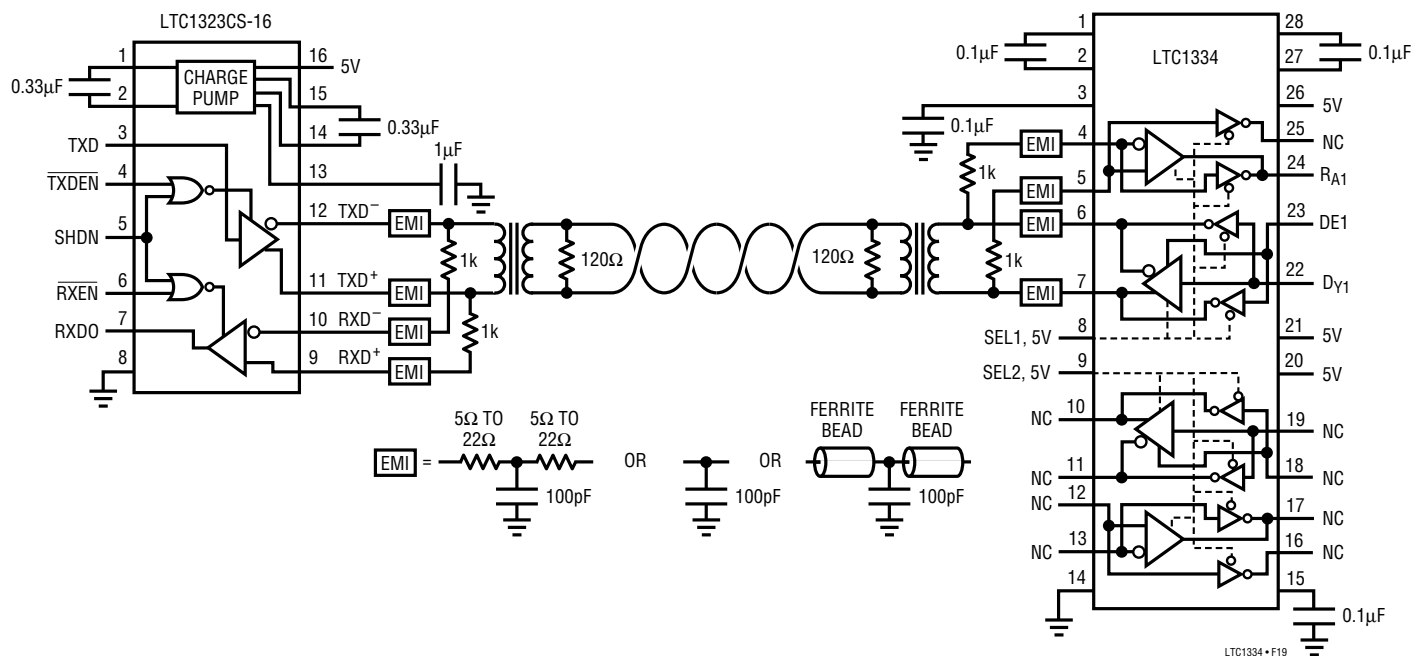 LTC1323CS-16
1
2
3
4
5
6
7
8
16
15
14
13
12
11
10
9
0.33µF
CHARGE
PUMP
5V
0.33µF
TXD
T̅X̅D̅E̅N̅
SHDN
R̅X̅E̅N̅
RXDO
1µF
TXD⁻
TXD⁺
RXD⁻
RXD⁺
EMI
EMI
EMI
EMI
1k
1k
120Ω
120Ω
1k
1k
EMI
EMI
EMI
EMI
LTC1334
1
2
3
4
5
6
7
8
9
10
11
12
13
14
28
27
26
25
24
23
22
21
20
19
18
17
16
15
0.1µF
0.1µF
0.1µF
5V
NC
RA1
DE1
DY1
5V
5V
SEL1, 5V
SEL2, 5V
NC
NC
NC
NC
NC
NC
NC
NC
0.1µF
EMI =
5Ω TO
22Ω
5Ω TO
22Ω
100pF
OR
100pF
OR
FERRITE
BEAD
FERRITE
BEAD
100pF
LTC1334 • F19